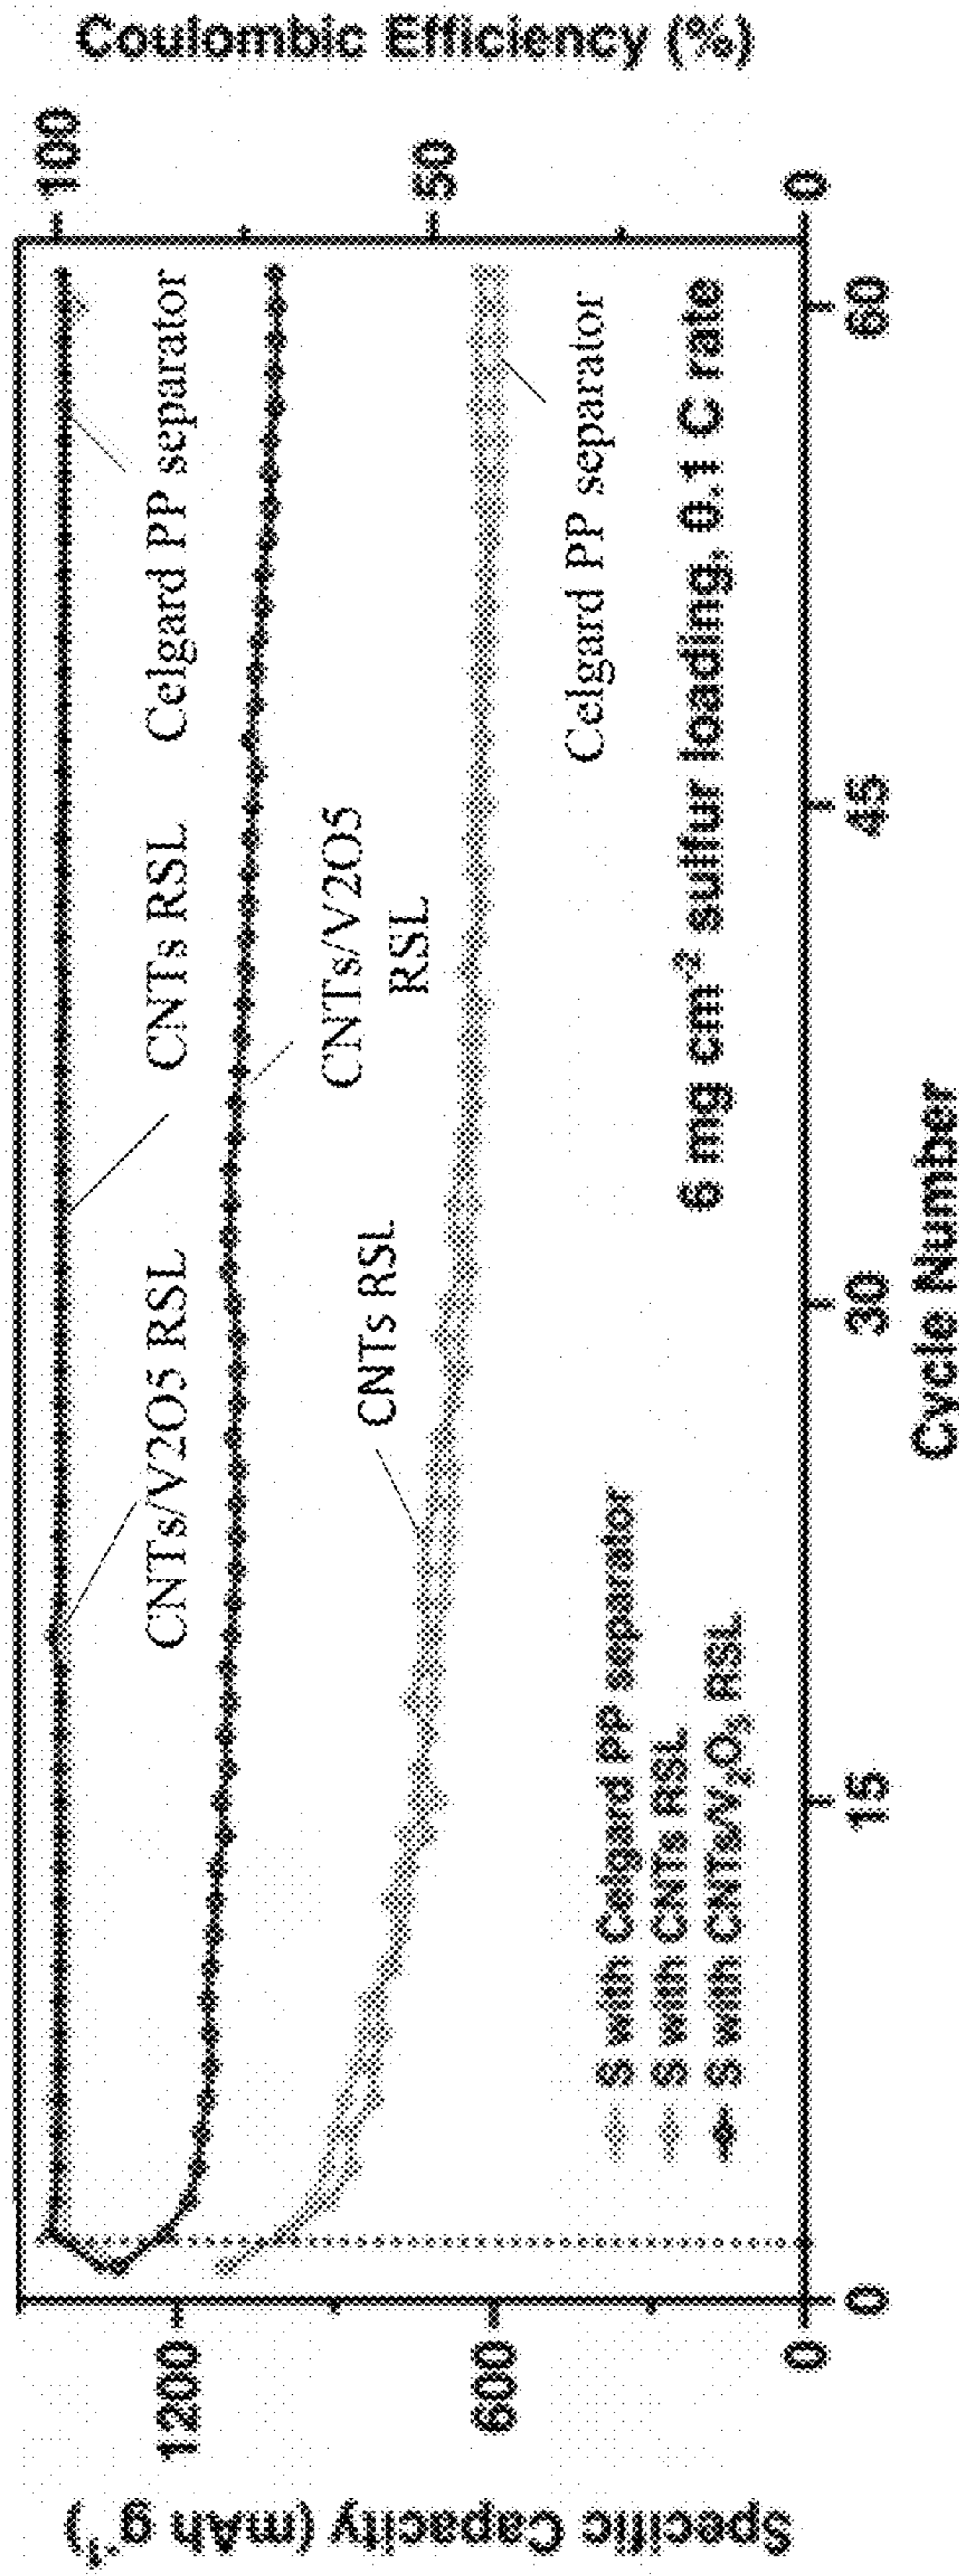 Coulombic Efficiency (%)
100
50
0
Specific Capacity (mAh g⁻¹)
1200
600
0
CNTs/V2O5 RSL
CNTs RSL
Celgard PP separator
CNTs RSL
CNTs/V2O5
RSL
Celgard PP separator
S with Celgard PP separator
S with CNTs RSL
S with CNTs/V₂O₅ RSL
6 mg cm⁻² sulfur loading, 0.1 C rate
0
15
30
45
60
Cycle Number